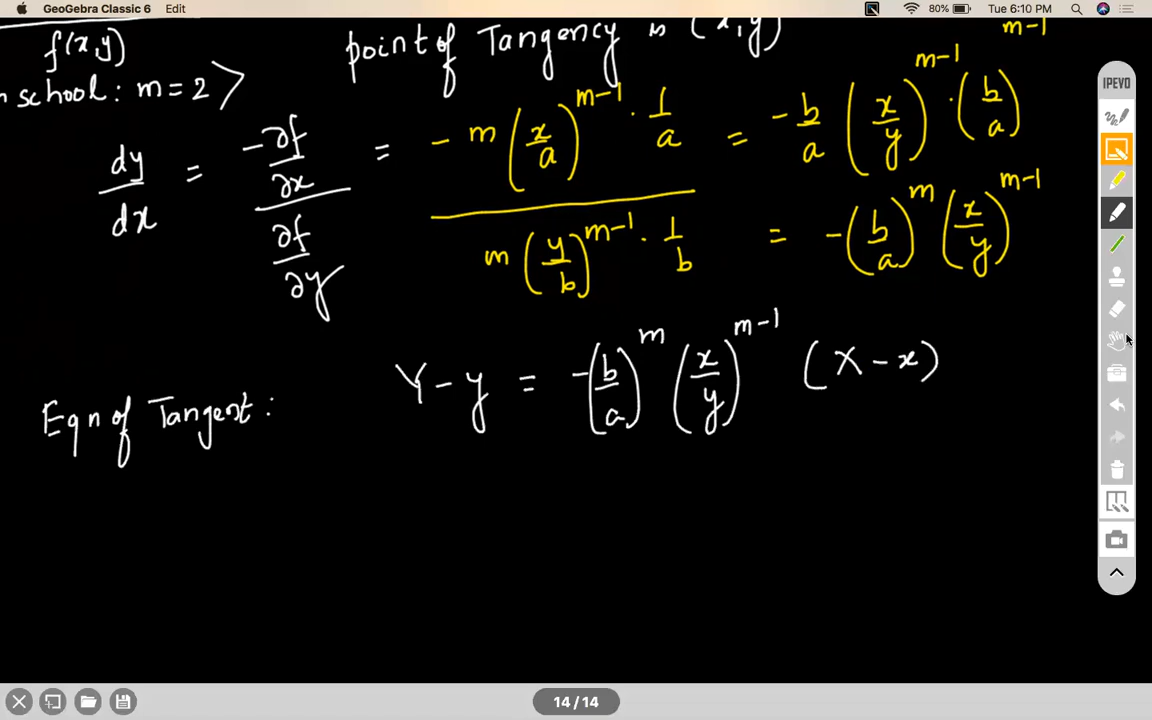 GeoGebra Classic 6 Edit 80% Tue 6:10 PM
f(x,y) point of Tangency is (x,y) m-1
school: m = 2 >
dy/dx = -∂f/∂x / ∂f/∂y = - m (x/a)^m-1 · 1/a / m (y/b)^m-1 · 1/b = - b/a (x/y)^m-1 · (b/a)
= -(b/a)^m (x/y)^m-1
Eqn of Tangent: Y - y = -(b/a)^m (x/y)^m-1 (X - x)
IPEVO
14 / 14